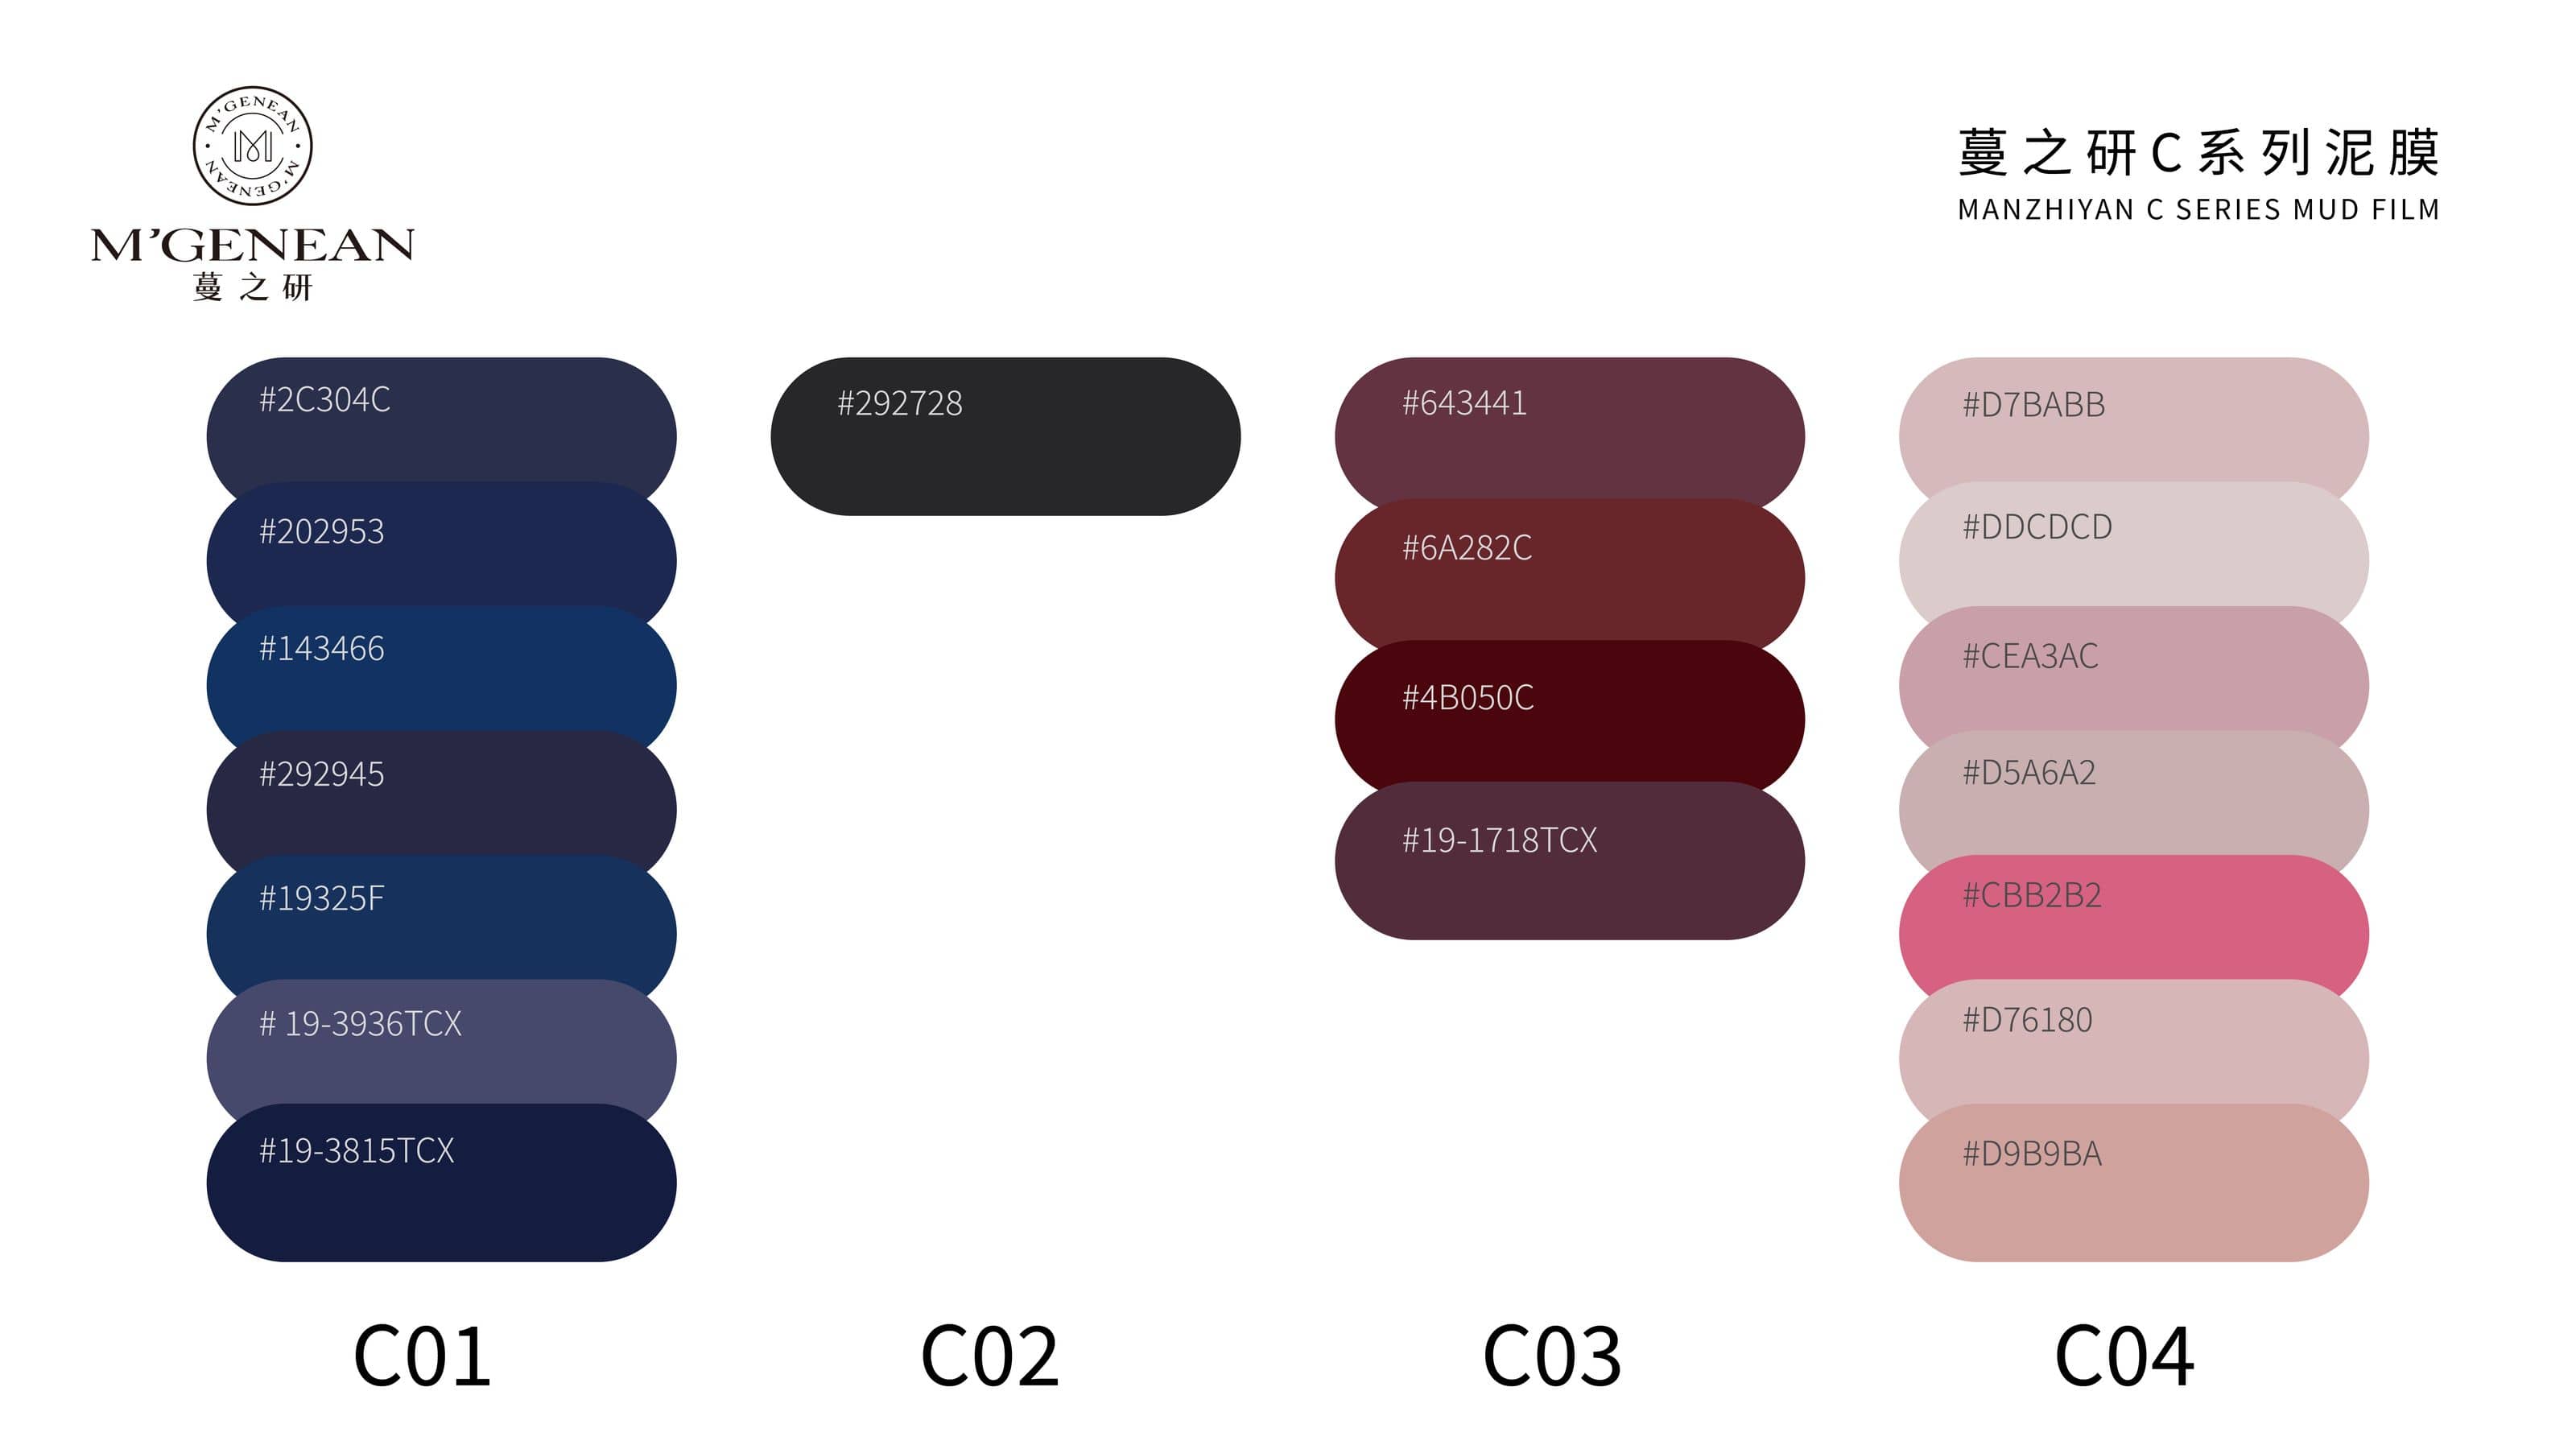 M'GENEAN
M'GENEAN
M'GENEAN
蔓之研
蔓之研C系列泥膜
MANZHIYAN C SERIES MUD FILM
#2C304C
#202953
#143466
#292945
#19325F
# 19-3936TCX
#19-3815TCX
C01
#292728
C02
#643441
#6A282C
#4B050C
#19-1718TCX
C03
#D7BABB
#DDCDCD
#CEA3AC
#D5A6A2
#CBB2B2
#D76180
#D9B9BA
C04